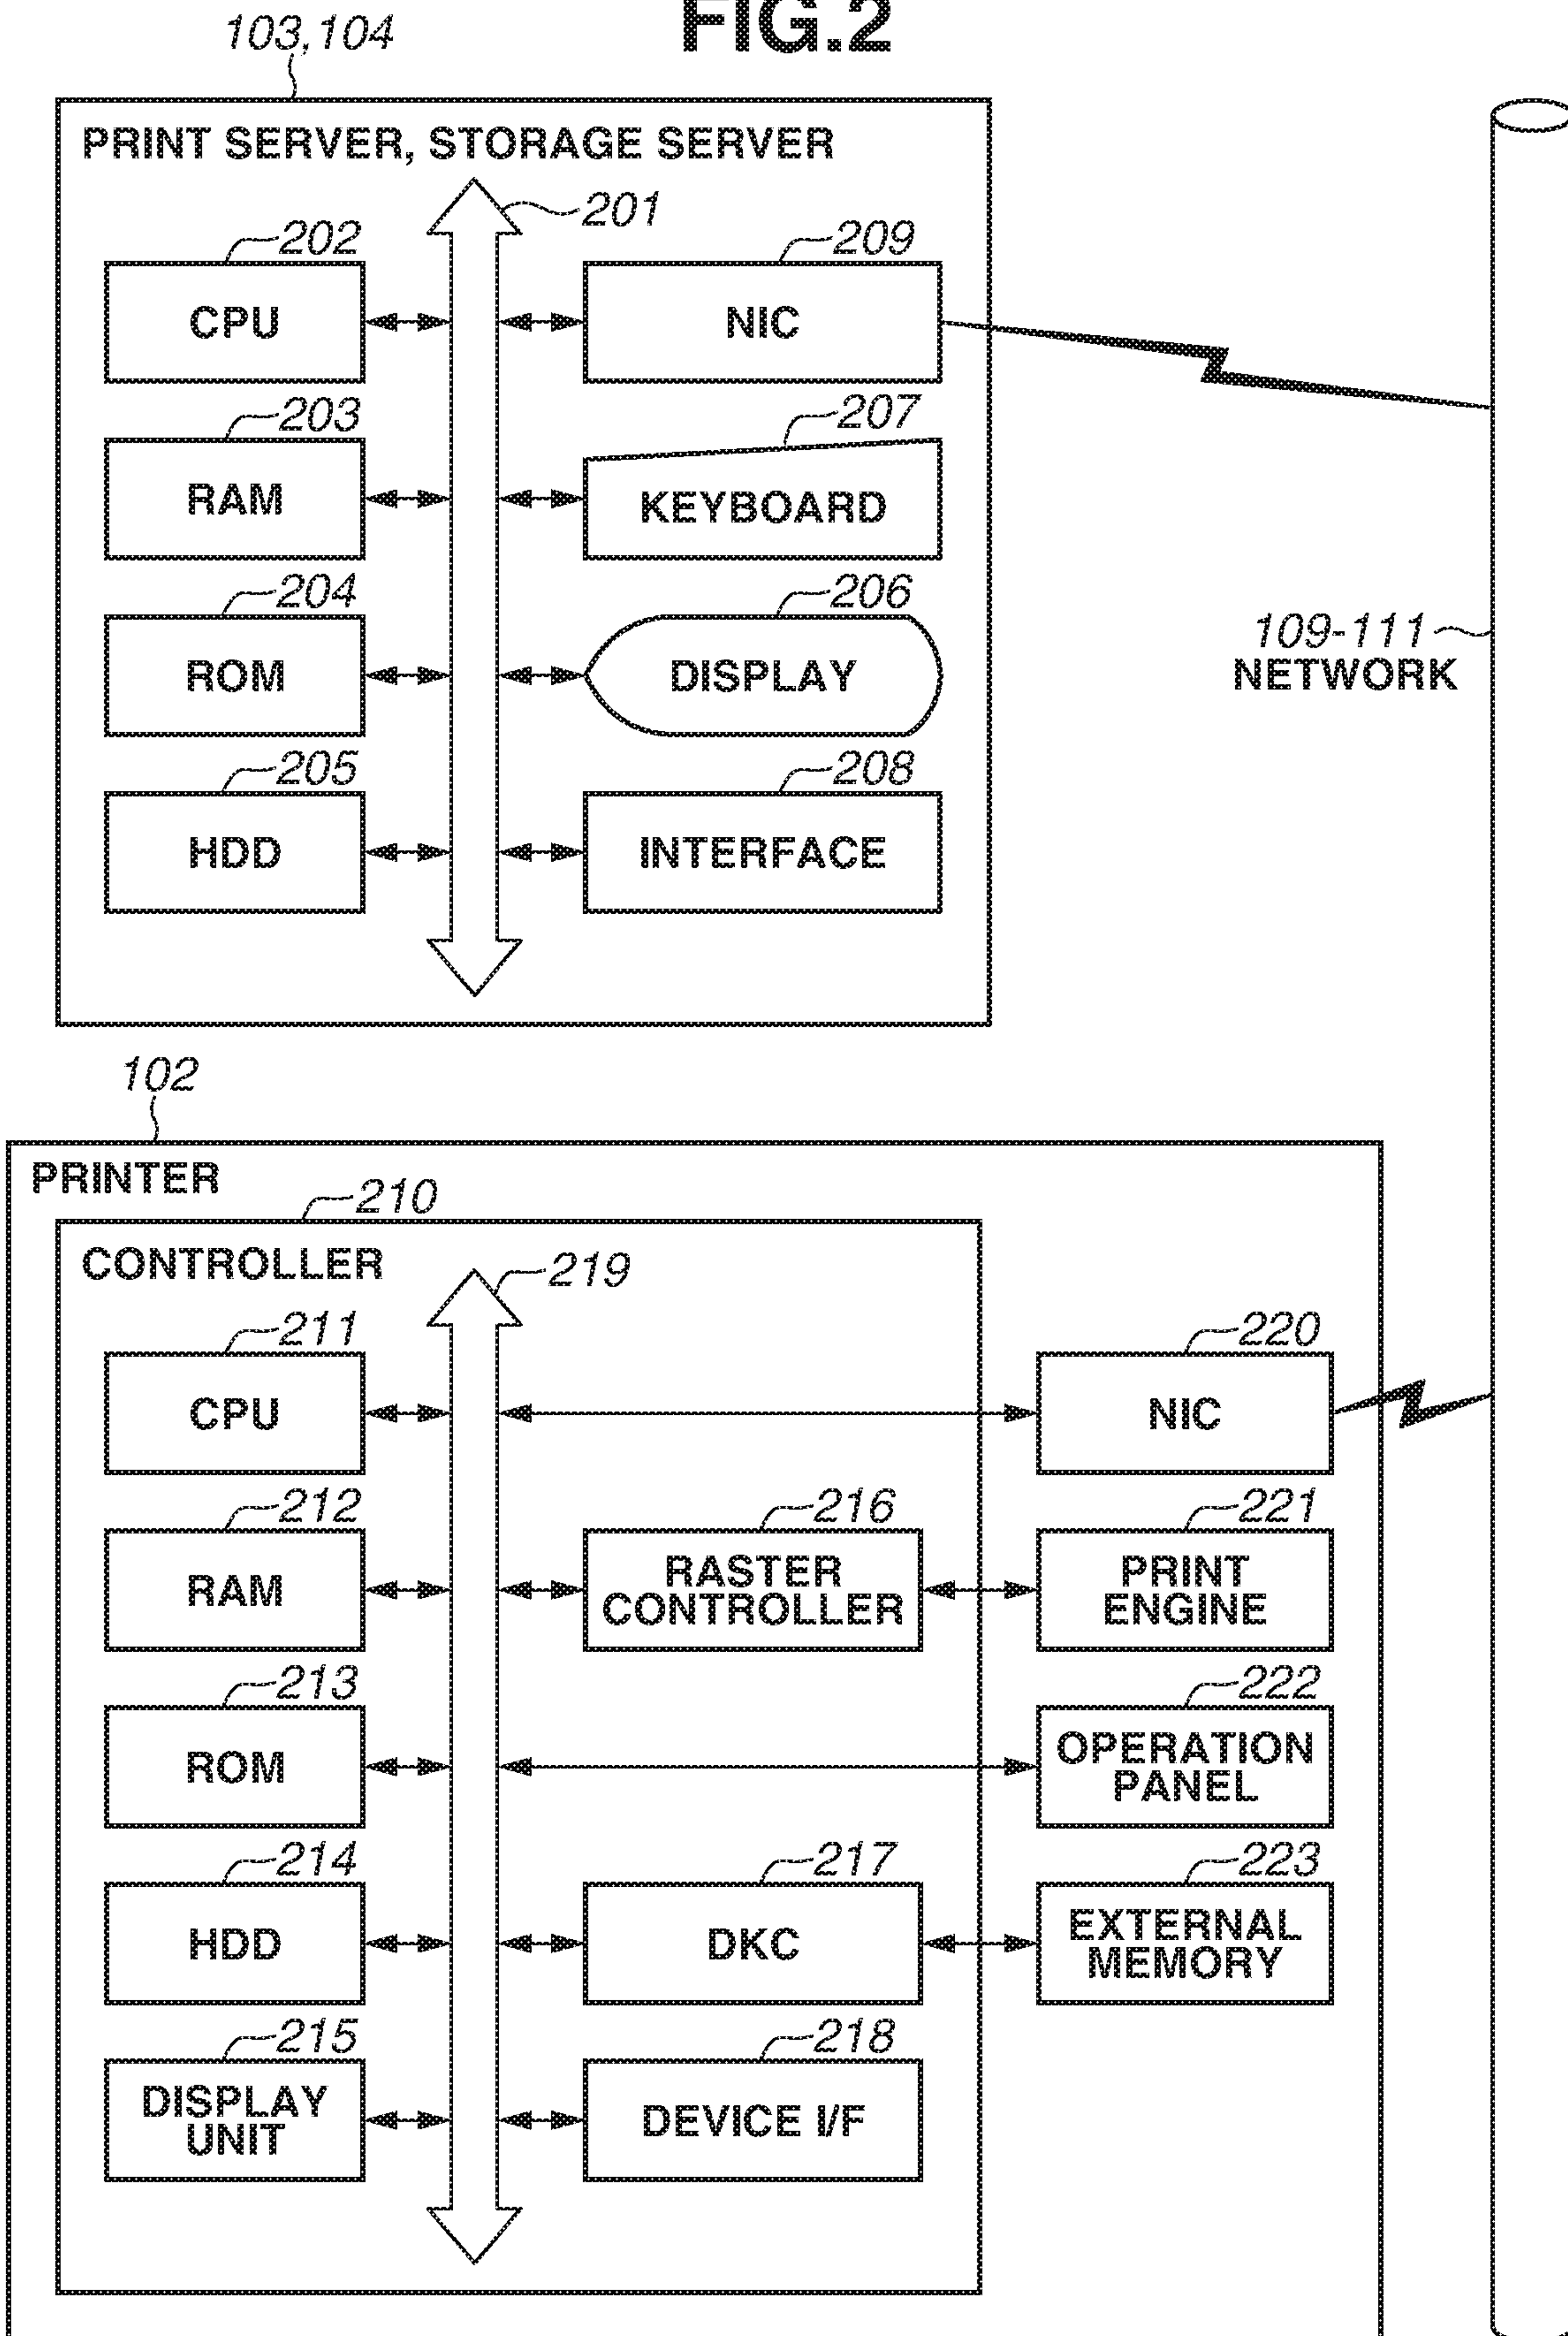 FIG.2
103,104
PRINT SERVER, STORAGE SERVER
201
202
209
CPU
NIC
203
207
RAM
KEYBOARD
204
206
ROM
DISPLAY
109-111
NETWORK
205
208
HDD
INTERFACE
102
PRINTER
210
CONTROLLER
219
211
220
CPU
NIC
212
216
221
RAM
RASTER
CONTROLLER
PRINT
ENGINE
213
222
ROM
OPERATION
PANEL
214
217
223
HDD
DKC
EXTERNAL
MEMORY
215
218
DISPLAY
UNIT
DEVICE I/F